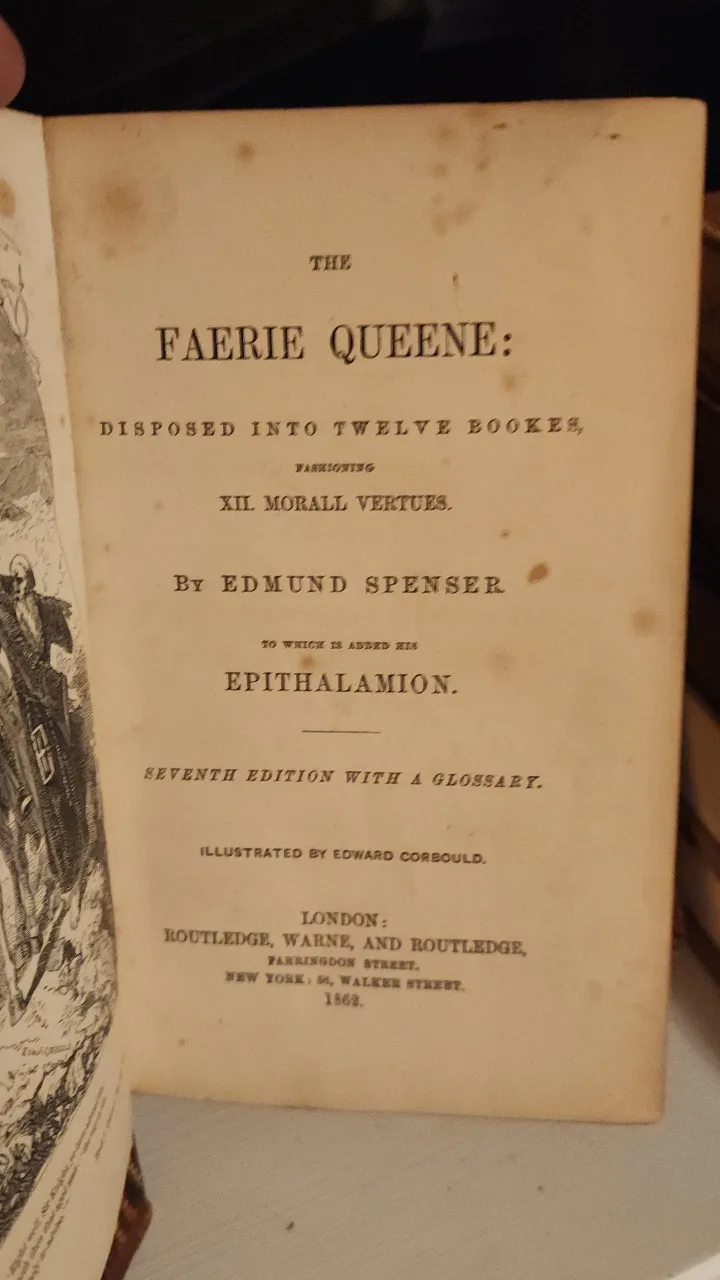 THE
FAERIE QUEENE:
DISPOSED INTO TWELVE BOOKES,
FASHIONING
XII. MORALL VERTUES.
BY EDMUND SPENSER
TO WHICH IS ADDED HIS
EPITHALAMION.
SEVENTH EDITION WITH A GLOSSARY.
ILLUSTRATED BY EDWARD CORBOULD.
LONDON:
ROUTLEDGE, WARNE, AND ROUTLEDGE,
FARRINGDON STREET.
NEW YORK: 56, WALKER STREET.
1862.